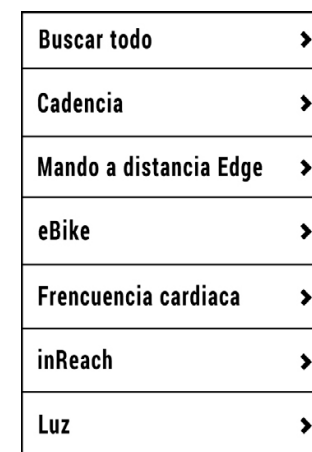 Buscar todo
Cadencia
Mando a distancia Edge
eBike
Frencuencia cardiaca
inReach
Luz